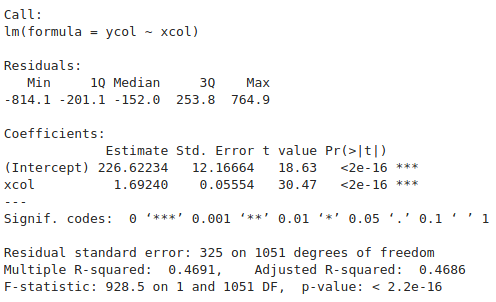 Call:
lm(formula = ycol ~ xcol)
Residuals:
Min 1Q Median 3Q Max
-814.1 -201.1 -152.0 253.8 764.9
Coefficients:
Estimate Std. Error t value Pr(>|t|)
(Intercept) 226.62234 12.16664 18.63 <2e-16 ***
xcol 1.69240 0.05554 30.47 <2e-16 ***
---
Signif. codes: 0 ‘***’ 0.001 ‘**’ 0.01 ‘*’ 0.05 ‘.’ 0.1 ‘ ’ 1
Residual standard error: 325 on 1051 degrees of freedom
Multiple R-squared: 0.4691, Adjusted R-squared: 0.4686
F-statistic: 928.5 on 1 and 1051 DF, p-value: < 2.2e-16